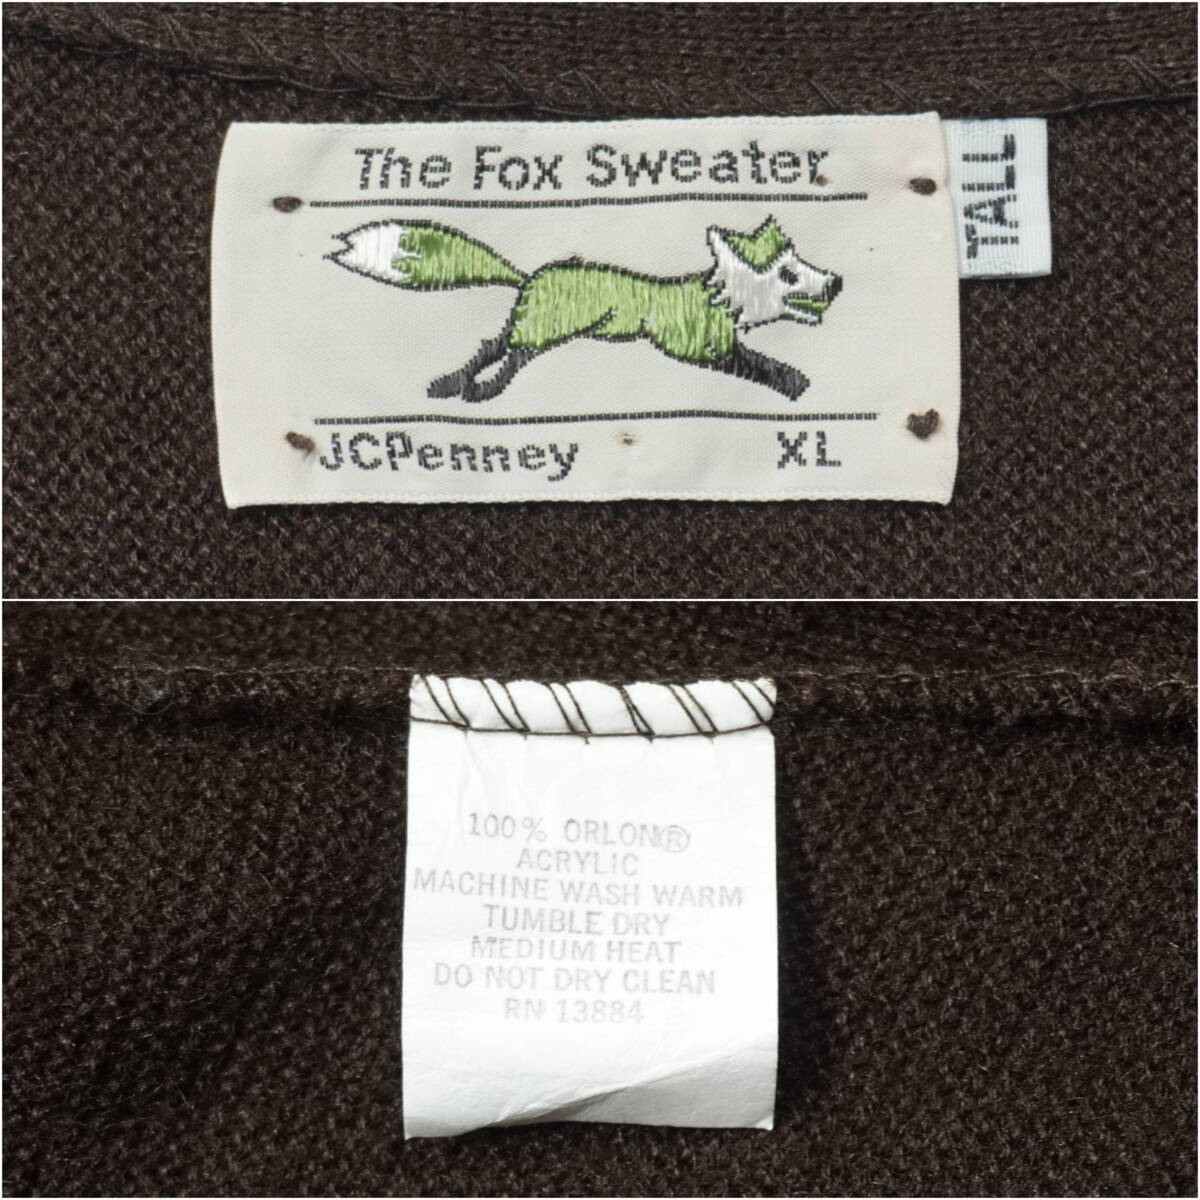 The Fox Sweater
TALL
JCPenney XL
100% ORLON®
ACRYLIC
MACHINE WASH WARM
TUMBLE DRY
MEDIUM HEAT
DO NOT DRY CLEAN
RN 13884